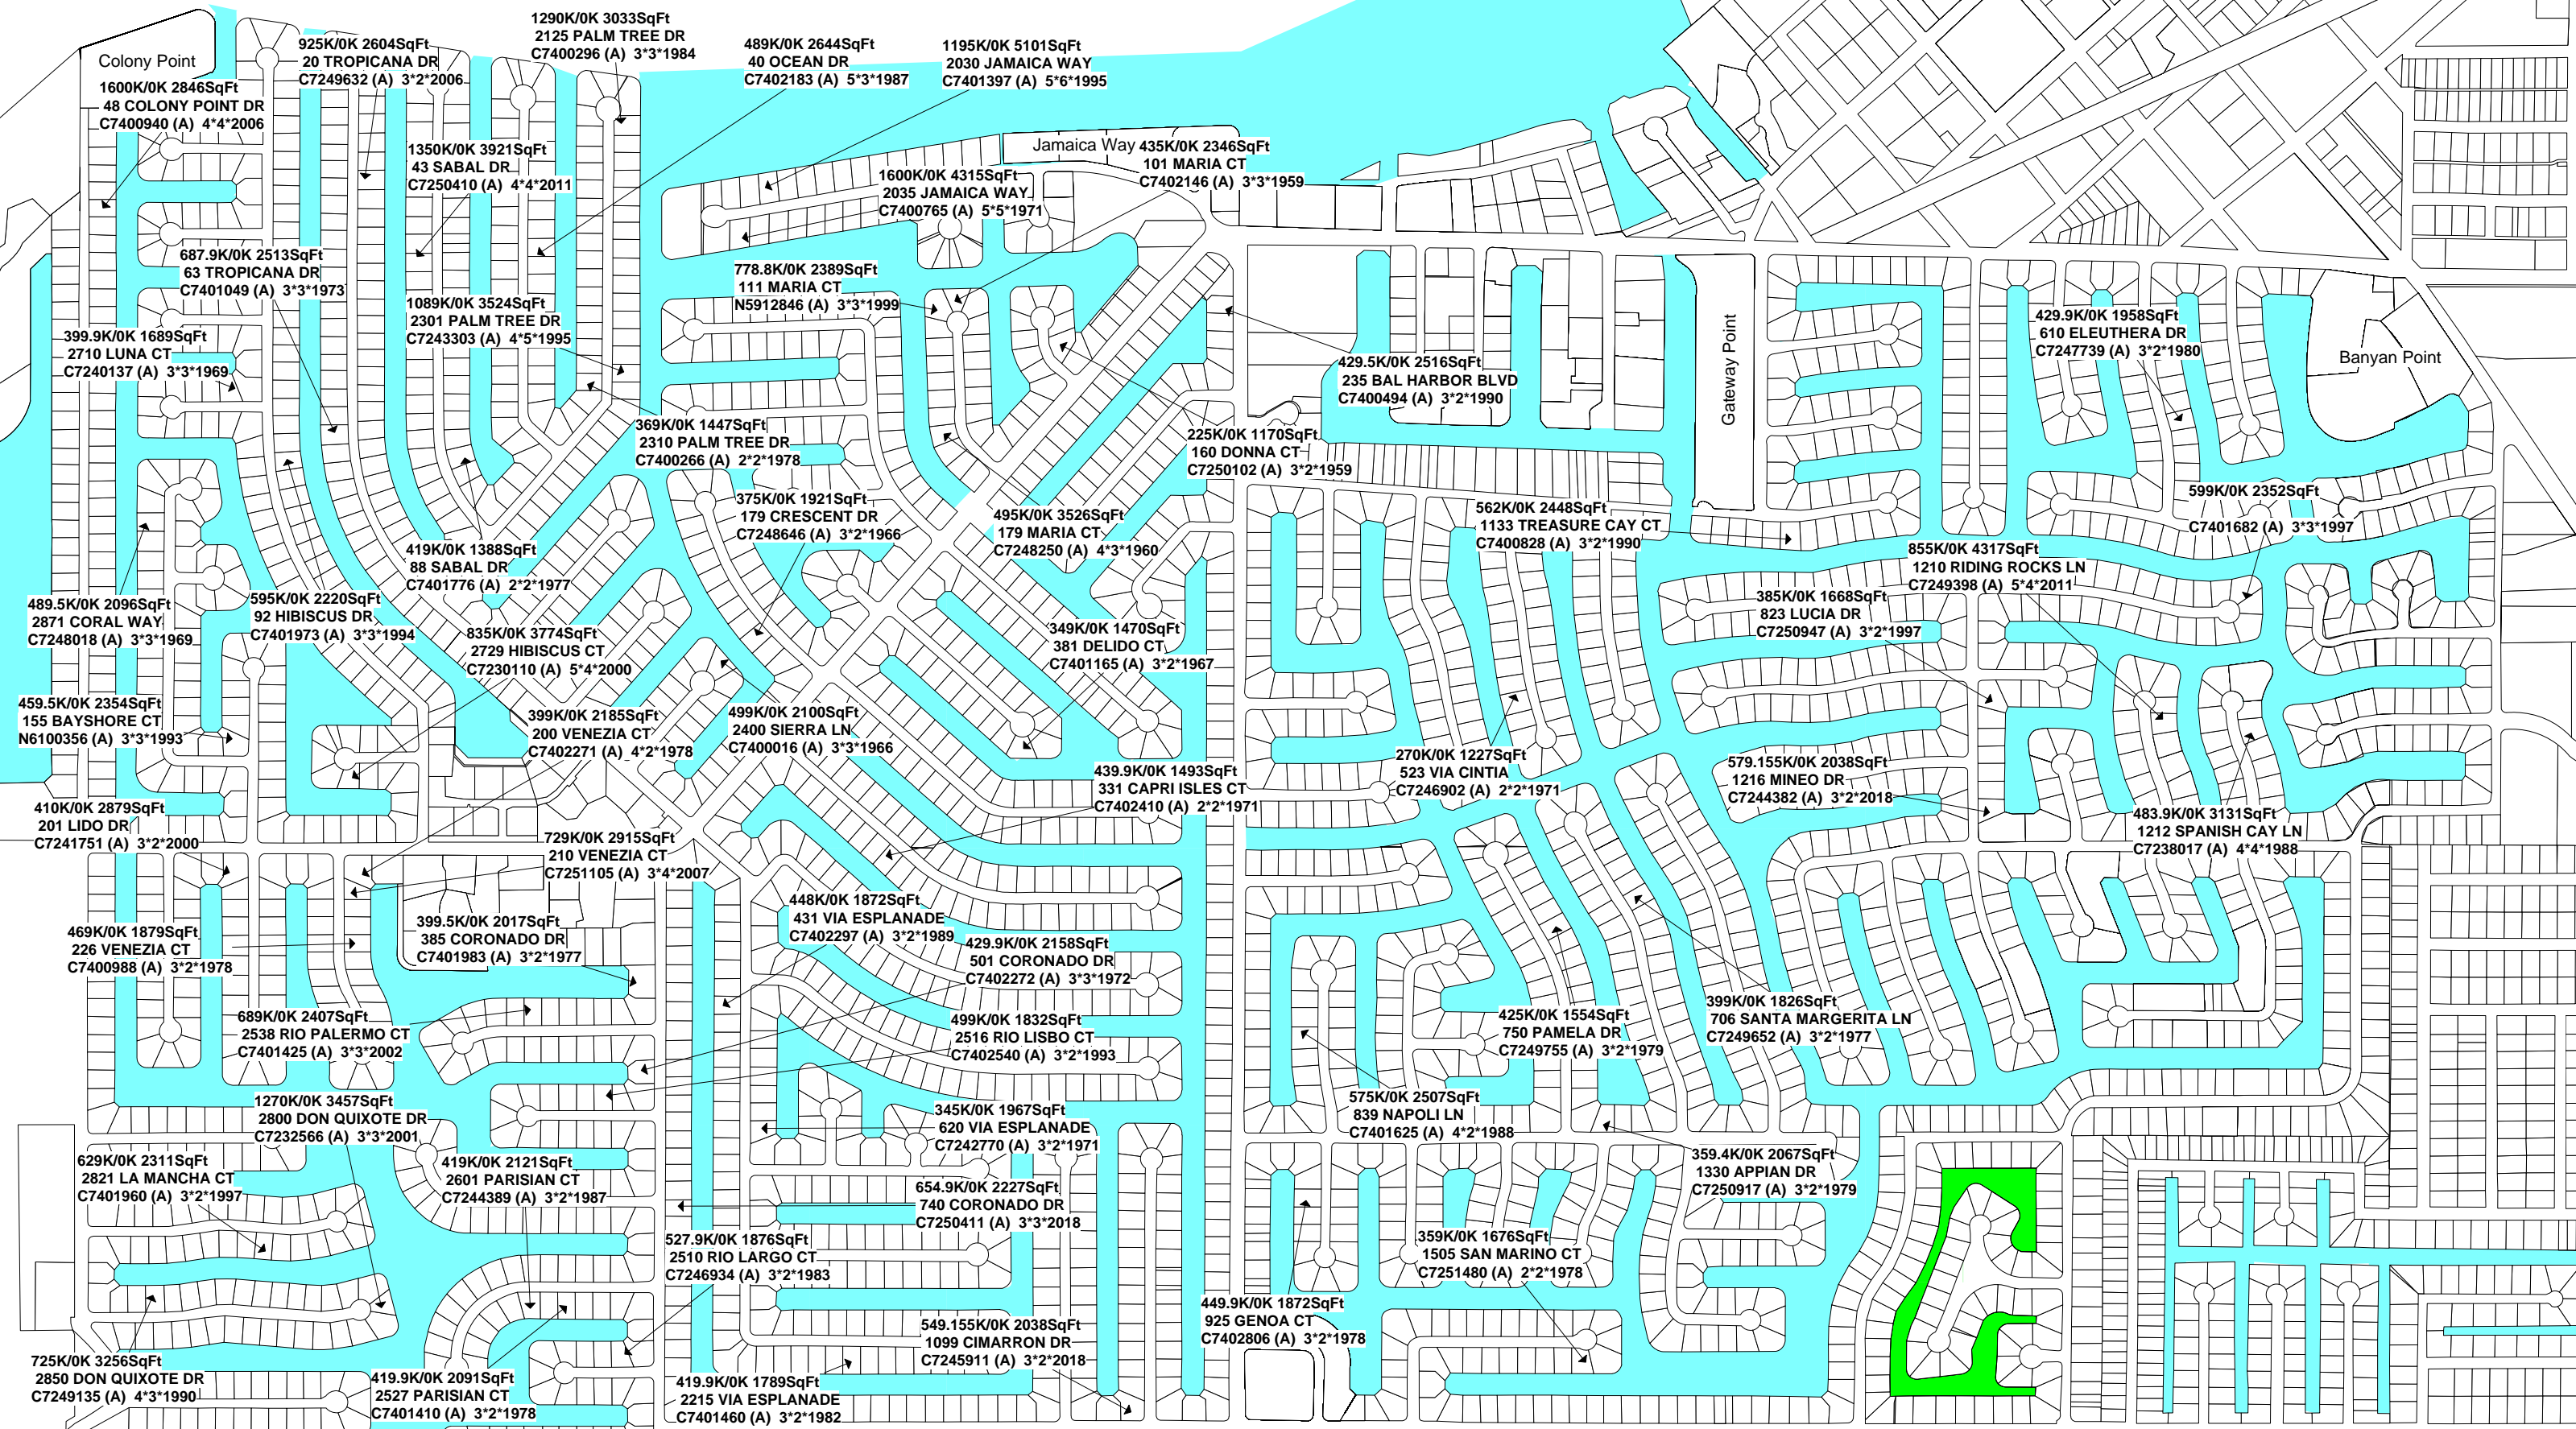 Colony Point
925K/0K 2604SqFt
20 TROPICANA DR
C7249632 (A) 3*2*2006
1290K/0K 3033SqFt
2125 PALM TREE DR
C7400296 (A) 3*3*1984
489K/0K 2644SqFt
40 OCEAN DR
C7402183 (A) 5*3*1987
1195K/0K 5101SqFt
2030 JAMAICA WAY
C7401397 (A) 5*6*1995
1600K/0K 2846SqFt
48 COLONY POINT DR
C7400940 (A) 4*4*2006
1350K/0K 3921SqFt
43 SABAL DR
C7250410 (A) 4*4*2011
Jamaica Way
435K/0K 2346SqFt
101 MARIA CT
C7402146 (A) 3*3*1959
1600K/0K 4315SqFt
2035 JAMAICA WAY
C7400765 (A) 5*5*1971
687.9K/0K 2513SqFt
63 TROPICANA DR
C7401049 (A) 3*3*1973
778.8K/0K 2389SqFt
111 MARIA CT
N5912846 (A) 3*3*1999
1089K/0K 3524SqFt
2301 PALM TREE DR
C7243303 (A) 4*5*1995
399.9K/0K 1689SqFt
2710 LUNA CT
C7240137 (A) 3*3*1969
429.5K/0K 2516SqFt
235 BAL HARBOR BLVD
C7400494 (A) 3*2*1990
Gateway Point
429.9K/0K 1958SqFt
610 ELEUTHERA DR
C7247739 (A) 3*2*1980
Banyan Point
369K/0K 1447SqFt
2310 PALM TREE DR
C7400266 (A) 2*2*1978
225K/0K 1170SqFt
160 DONNA CT
C7250102 (A) 3*2*1959
375K/0K 1921SqFt
179 CRESCENT DR
C7248646 (A) 3*2*1966
495K/0K 3526SqFt
179 MARIA CT
C7248250 (A) 4*3*1960
562K/0K 2448SqFt
1133 TREASURE CAY CT
C7400828 (A) 3*2*1990
599K/0K 2352SqFt
C7401682 (A) 3*3*1997
419K/0K 1388SqFt
88 SABAL DR
C7401776 (A) 2*2*1977
855K/0K 4317SqFt
1210 RIDING ROCKS LN
C7249398 (A) 5*4*2011
489.5K/0K 2096SqFt
2871 CORAL WAY
C7248018 (A) 3*3*1969
595K/0K 2220SqFt
92 HIBISCUS DR
C7401973 (A) 3*3*1994
385K/0K 1668SqFt
823 LUCIA DR
C7250947 (A) 3*2*1997
835K/0K 3774SqFt
2729 HIBISCUS CT
C7230110 (A) 5*4*2000
349K/0K 1470SqFt
381 DELIDO CT
C7401165 (A) 3*2*1967
459.5K/0K 2354SqFt
155 BAYSHORE CT
N6100356 (A) 3*3*1993
399K/0K 2185SqFt
200 VENEZIA CT
C7402271 (A) 4*2*1978
499K/0K 2100SqFt
2400 SIERRA LN
C7400016 (A) 3*3*1966
439.9K/0K 1493SqFt
331 CAPRI ISLES CT
C7402410 (A) 2*2*1971
270K/0K 1227SqFt
523 VIA CINTIA
C7246902 (A) 2*2*1971
579.155K/0K 2038SqFt
1216 MINEO DR
C7244382 (A) 3*2*2018
410K/0K 2879SqFt
201 LIDO DR
C7241751 (A) 3*2*2000
483.9K/0K 3131SqFt
1212 SPANISH CAY LN
C7238017 (A) 4*4*1988
729K/0K 2915SqFt
210 VENEZIA CT
C7251105 (A) 3*4*2007
448K/0K 1872SqFt
431 VIA ESPLANADE
C7402297 (A) 3*2*1989
399.5K/0K 2017SqFt
385 CORONADO DR
C7401983 (A) 3*2*1977
469K/0K 1879SqFt
226 VENEZIA CT
C7400988 (A) 3*2*1978
429.9K/0K 2158SqFt
501 CORONADO DR
C7402272 (A) 3*3*1972
399K/0K 1826SqFt
706 SANTA MARGERITA LN
C7249652 (A) 3*2*1977
425K/0K 1554SqFt
750 PAMELA DR
C7249755 (A) 3*2*1979
689K/0K 2407SqFt
2538 RIO PALERMO CT
C7401425 (A) 3*3*2002
499K/0K 1832SqFt
2516 RIO LISBO CT
C7402540 (A) 3*2*1993
1270K/0K 3457SqFt
2800 DON QUIXOTE DR
C7232566 (A) 3*3*2001
345K/0K 1967SqFt
620 VIA ESPLANADE
C7242770 (A) 3*2*1971
575K/0K 2507SqFt
839 NAPOLI LN
C7401625 (A) 4*2*1988
629K/0K 2311SqFt
2821 LA MANCHA CT
C7401960 (A) 3*2*1997
419K/0K 2121SqFt
2601 PARISIAN CT
C7244389 (A) 3*2*1987
359.4K/0K 2067SqFt
1330 APPIAN DR
C7250917 (A) 3*2*1979
654.9K/0K 2227SqFt
740 CORONADO DR
C7250411 (A) 3*3*2018
527.9K/0K 1876SqFt
2510 RIO LARGO CT
C7246934 (A) 3*2*1983
359K/0K 1676SqFt
1505 SAN MARINO CT
C7251480 (A) 2*2*1978
449.9K/0K 1872SqFt
925 GENOA CT
C7402806 (A) 3*2*1978
549.155K/0K 2038SqFt
1099 CIMARRON DR
C7245911 (A) 3*2*2018
725K/0K 3256SqFt
2850 DON QUIXOTE DR
C7249135 (A) 4*3*1990
419.9K/0K 2091SqFt
2527 PARISIAN CT
C7401410 (A) 3*2*1978
419.9K/0K 1789SqFt
2215 VIA ESPLANADE
C7401460 (A) 3*2*1982